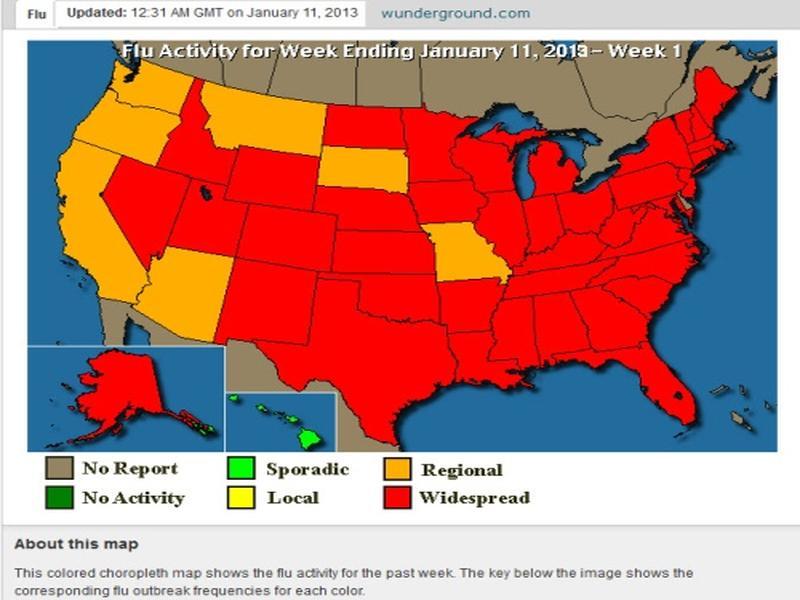 Flu Updated: 12:31 AM GMT on January 11, 2013 wunderground.com
Flu Activity for Week Ending January 11, 2013 - Week 1
No Report Sporadic Regional
No Activity Local Widespread
About this map
This colored choropleth map shows the flu activity for the past week. The key below the image shows the
corresponding flu outbreak frequencies for each color.